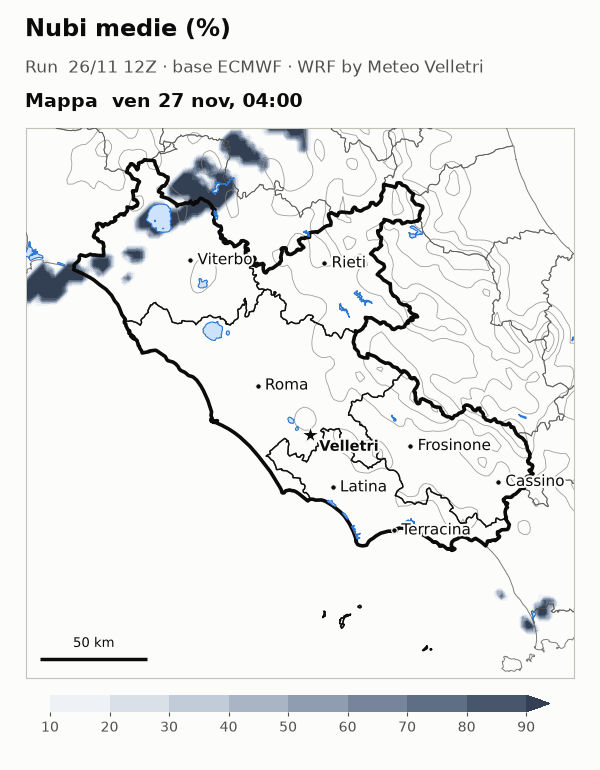 Nubi medie (%)
Run  26/11 12Z · base ECMWF · WRF by Meteo Velletri
Mappa  ven 27 nov, 04:00
Viterbo
Rieti
Roma
Velletri
Frosinone
Latina
Cassino
Terracina
50 km
10 20 30 40 50 60 70 80 90